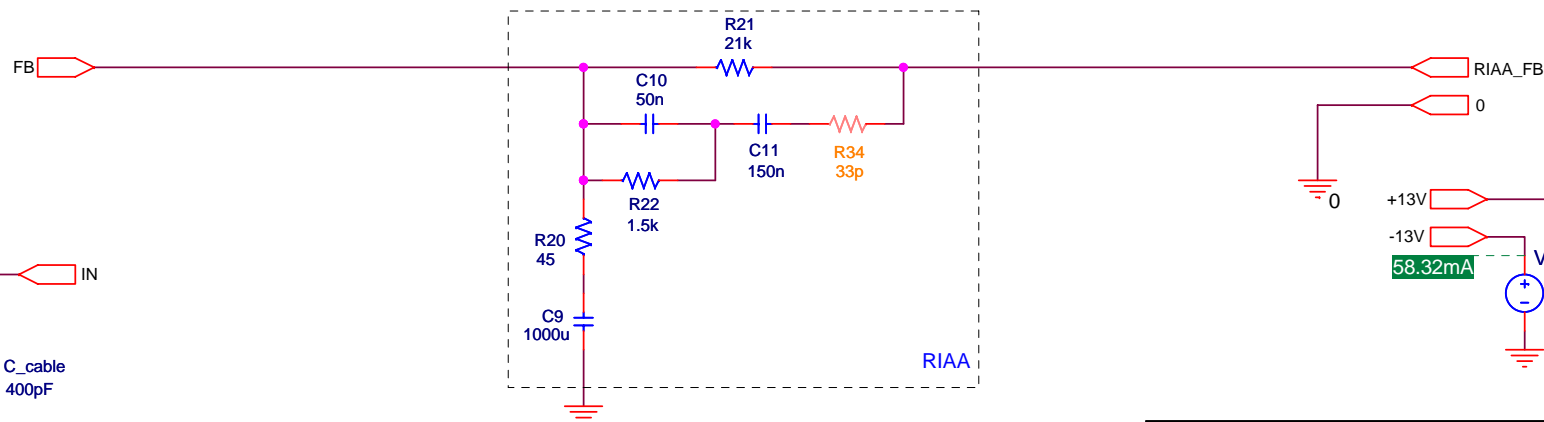 R21
21k
FB
RIAA_FB
C10
50n
0
C11
150n
R34
33p
R22
1.5k
0
+13V
-13V
R20
45
V
58.32mA
IN
C9
1000u
RIAA
C_cable
400pF